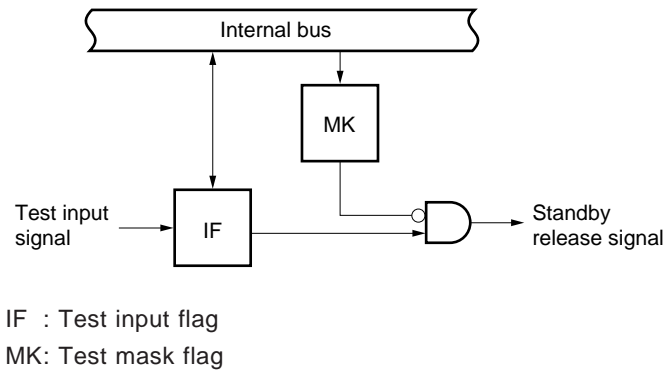 Internal bus
MK
Test input
signal
IF
Standby
release signal
IF : Test input flag
MK: Test mask flag